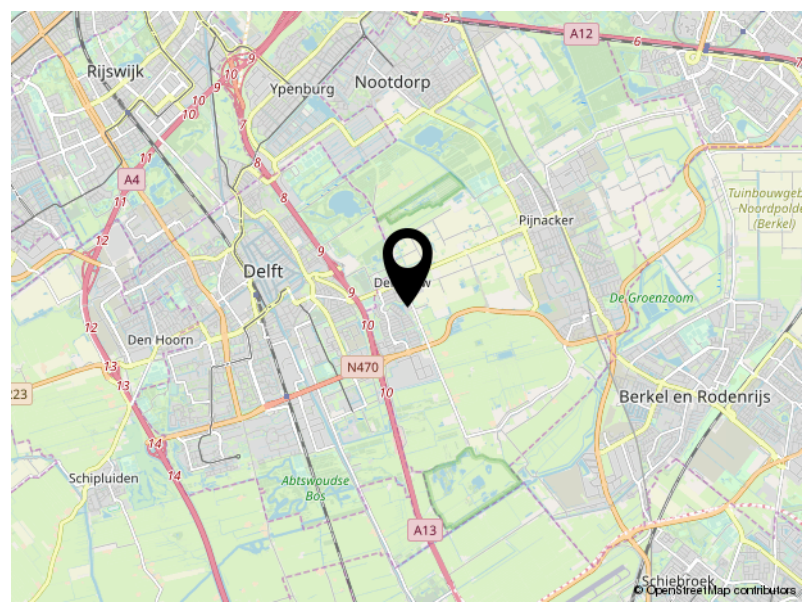 A12
6
5
7
Rijswijk
10
10
9
9
10
10
Ypenburg
Nootdorp
7
8
11
A4
11
8
Tuinbouwgeb
Noordpolde
(Berkel)
Pijnacker
12
9
Delft
9
De Groenzoom
12
10
Den Hoorn
13
N470
13
10
23
Berkel en Rodenrijs
14
14
Schipluiden
Abtswoudse
Bos
A13
Schiebroek
© OpenStreetMap contributors